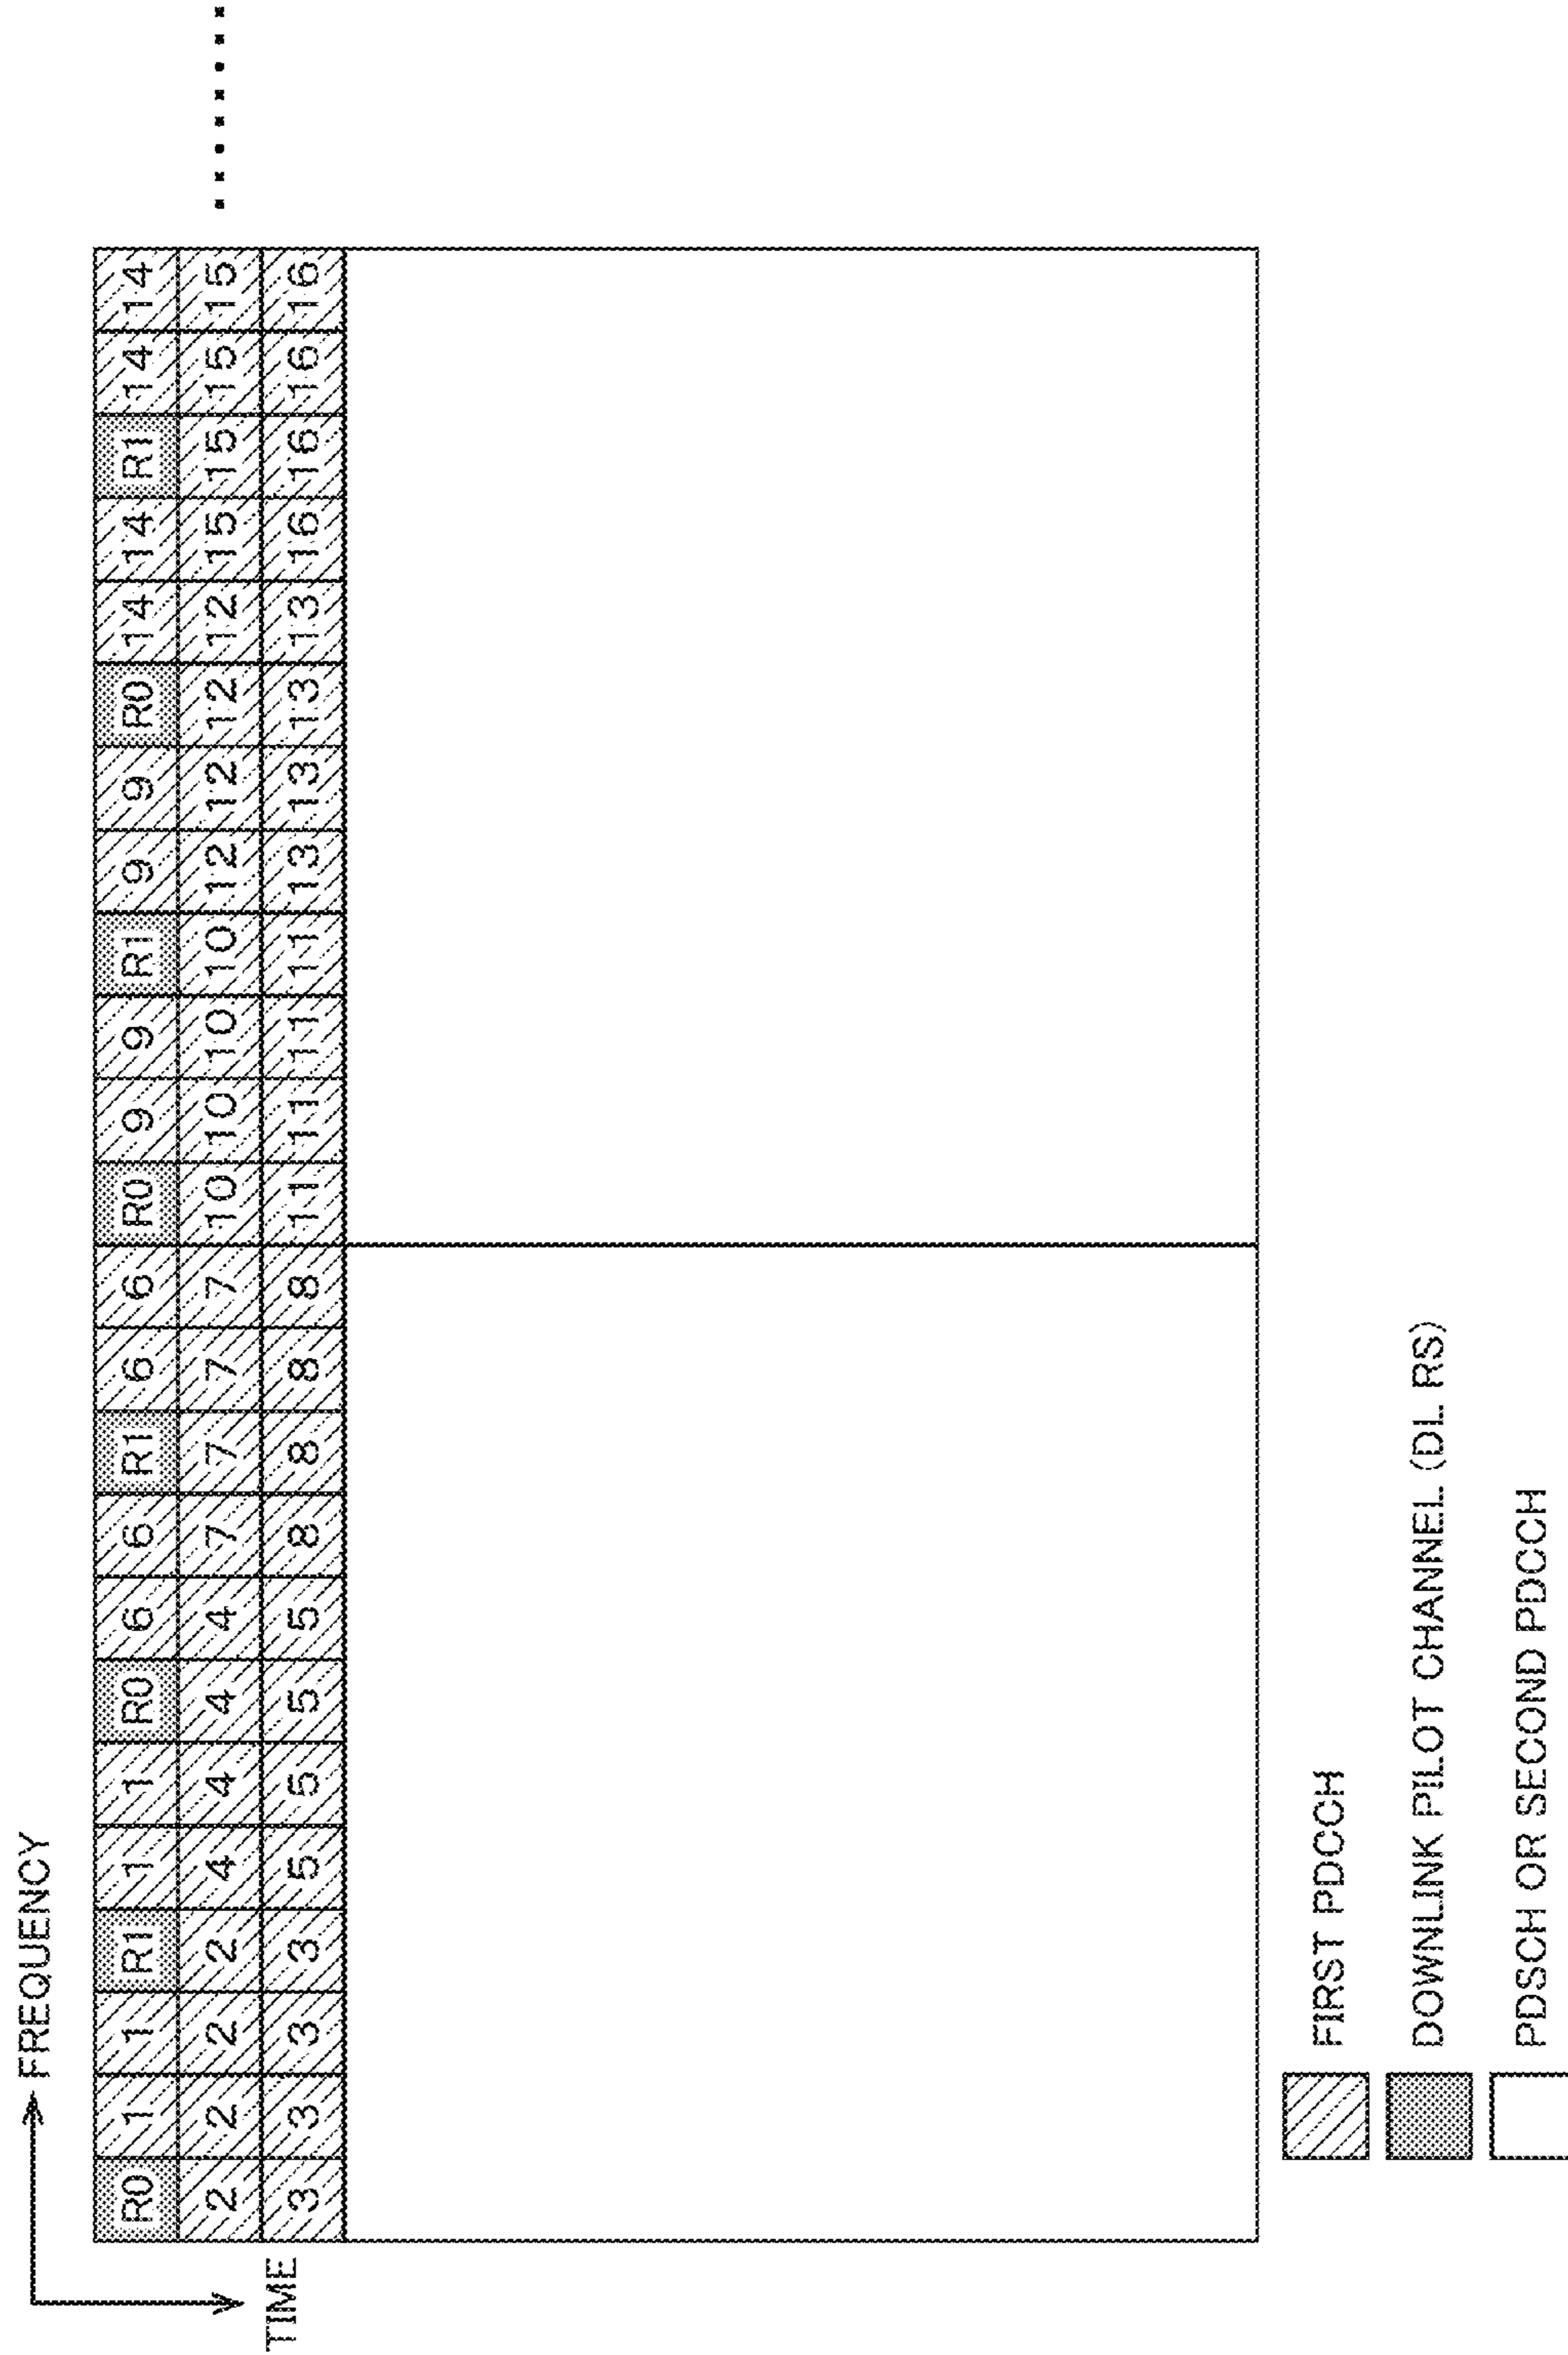 FREQUENCY
R0 1 1 R1 1 1 R0 6 6 R1 6 6 R0 9 9 R1 9 9 R0 14 14 R1 14 14
2 2 2 2 4 4 4 4 7 7 7 7 10 10 10 10 12 12 12 12 15 15 15 15
TIME
3 3 3 3 5 5 5 5 8 8 8 8 11 11 11 11 13 13 13 13 16 16 16 16
FIRST PDCCH
DOWNLINK PILOT CHANNEL (DL RS)
PDSCH OR SECOND PDCCH